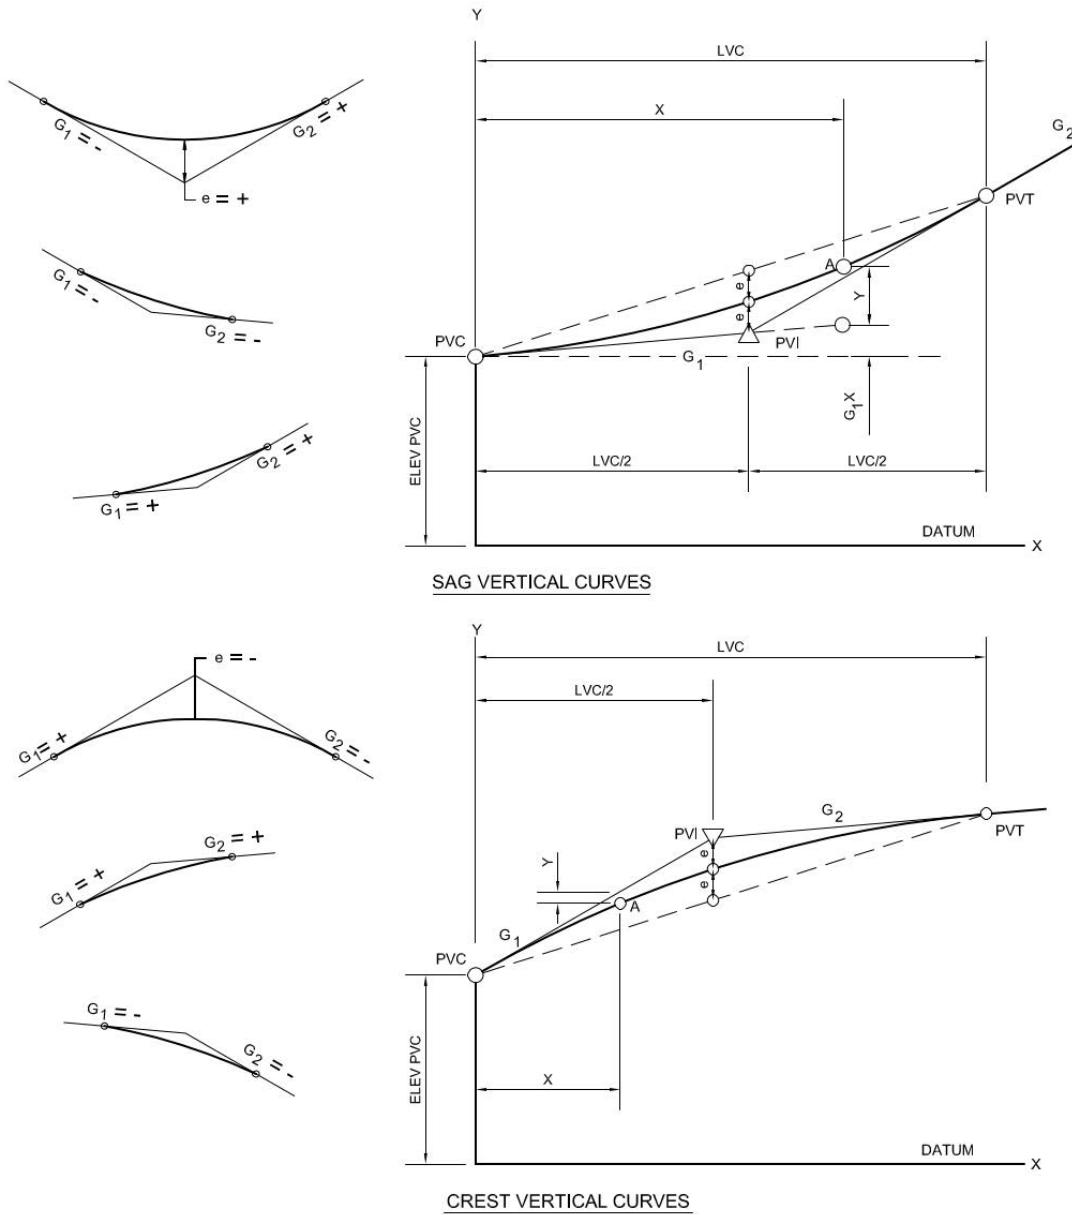 G1 = -
G2 = +
e = +
G1 = -
G2 = -
G1 = +
G2 = +
Y
LVC
X
G2
PVT
A
e
e
Y
PVC
PVI
G1
G1X
ELEV PVC
LVC/2
LVC/2
DATUM
X
SAG VERTICAL CURVES
e = -
G1 = +
G2 = -
G2 = +
G1 = +
G1 = -
G2 = -
Y
LVC
LVC/2
G2
PVI
PVT
e
e
Y
A
G1
PVC
ELEV PVC
X
DATUM
X
CREST VERTICAL CURVES